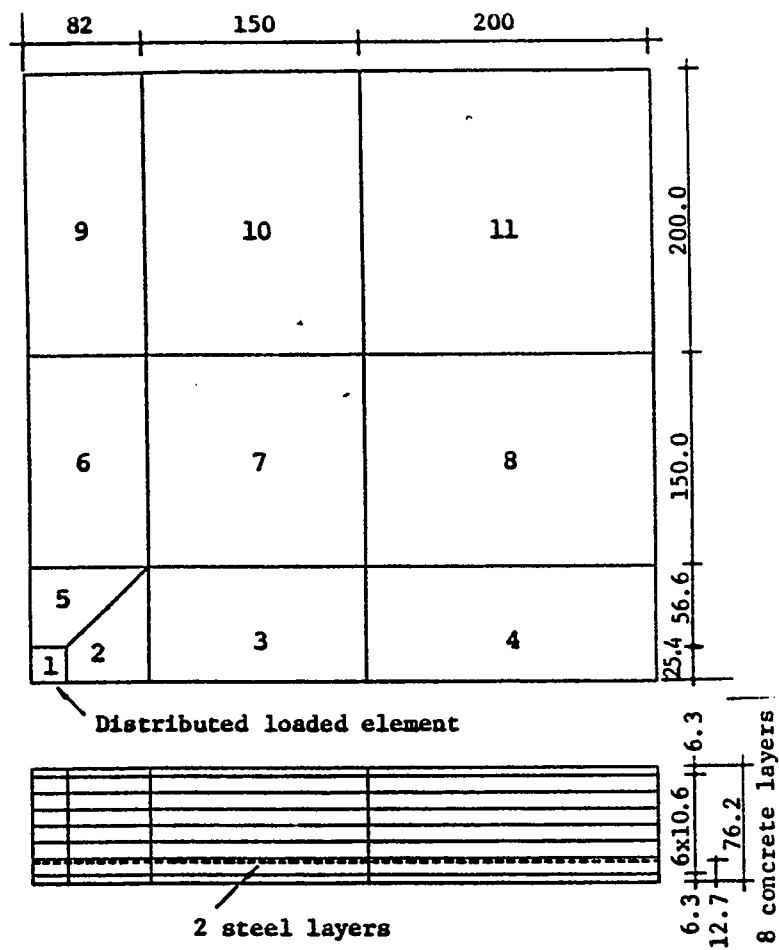 82 150 200
9 10 11
200.0
6 7 8
150.0
5
56.6
1 2 3 4
25.4
Distributed loaded element
6.3
6x10.6
76.2
8 concrete layers
6.3
12.7
2 steel layers